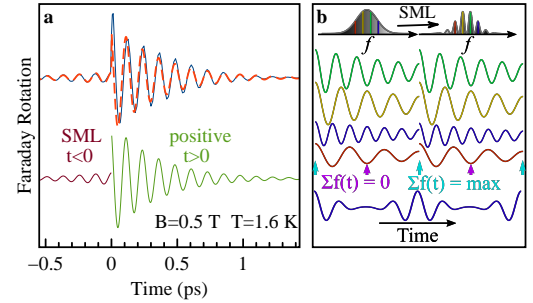 a
Faraday Rotation
SML
t<0
positive
t>0
B=0.5 T T=1.6 K
−0.5 0 0.5 1
Time (ps)
b
SML
f f
Σf(t) = 0 Σf(t) = max
Time